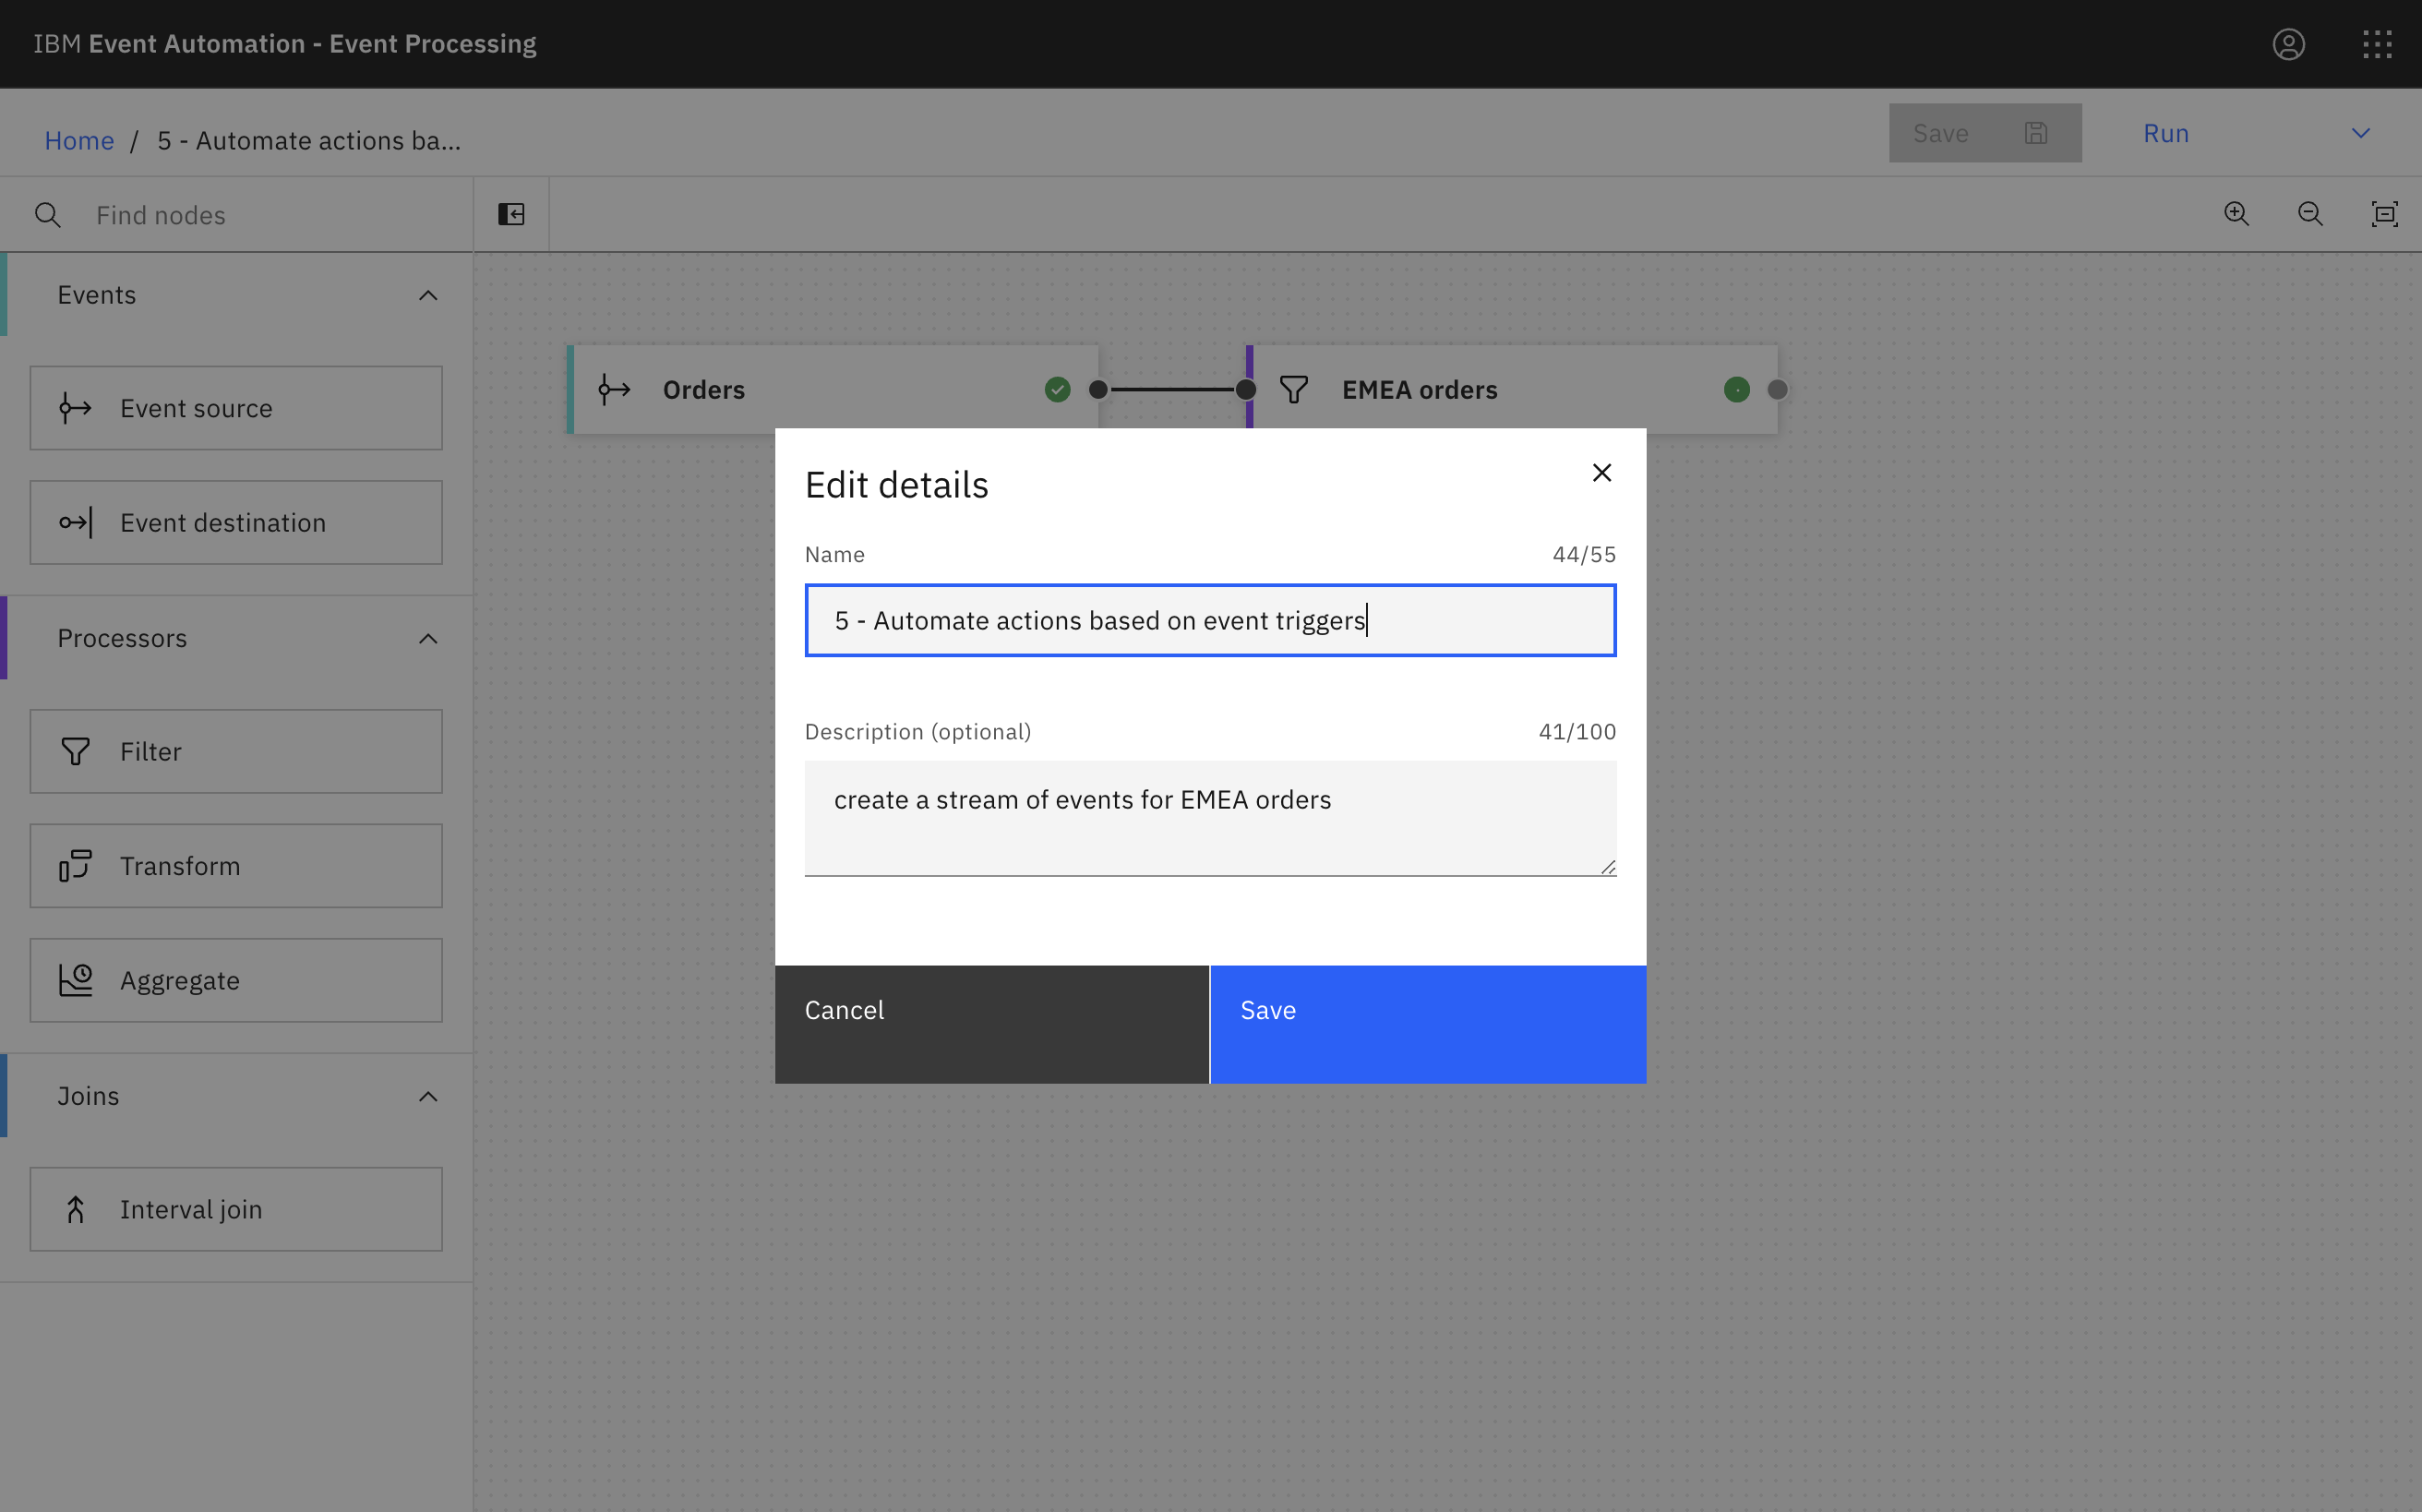 IBM Event Automation - Event Processing
Home / 5 - Automate actions ba...
Save
Run
Find nodes
Events
Event source
Event destination
Processors
Filter
Transform
Aggregate
Joins
Interval join
Orders
EMEA orders
Edit details
Name
44/55
5 - Automate actions based on event triggers
Description (optional)
41/100
create a stream of events for EMEA orders
Cancel
Save